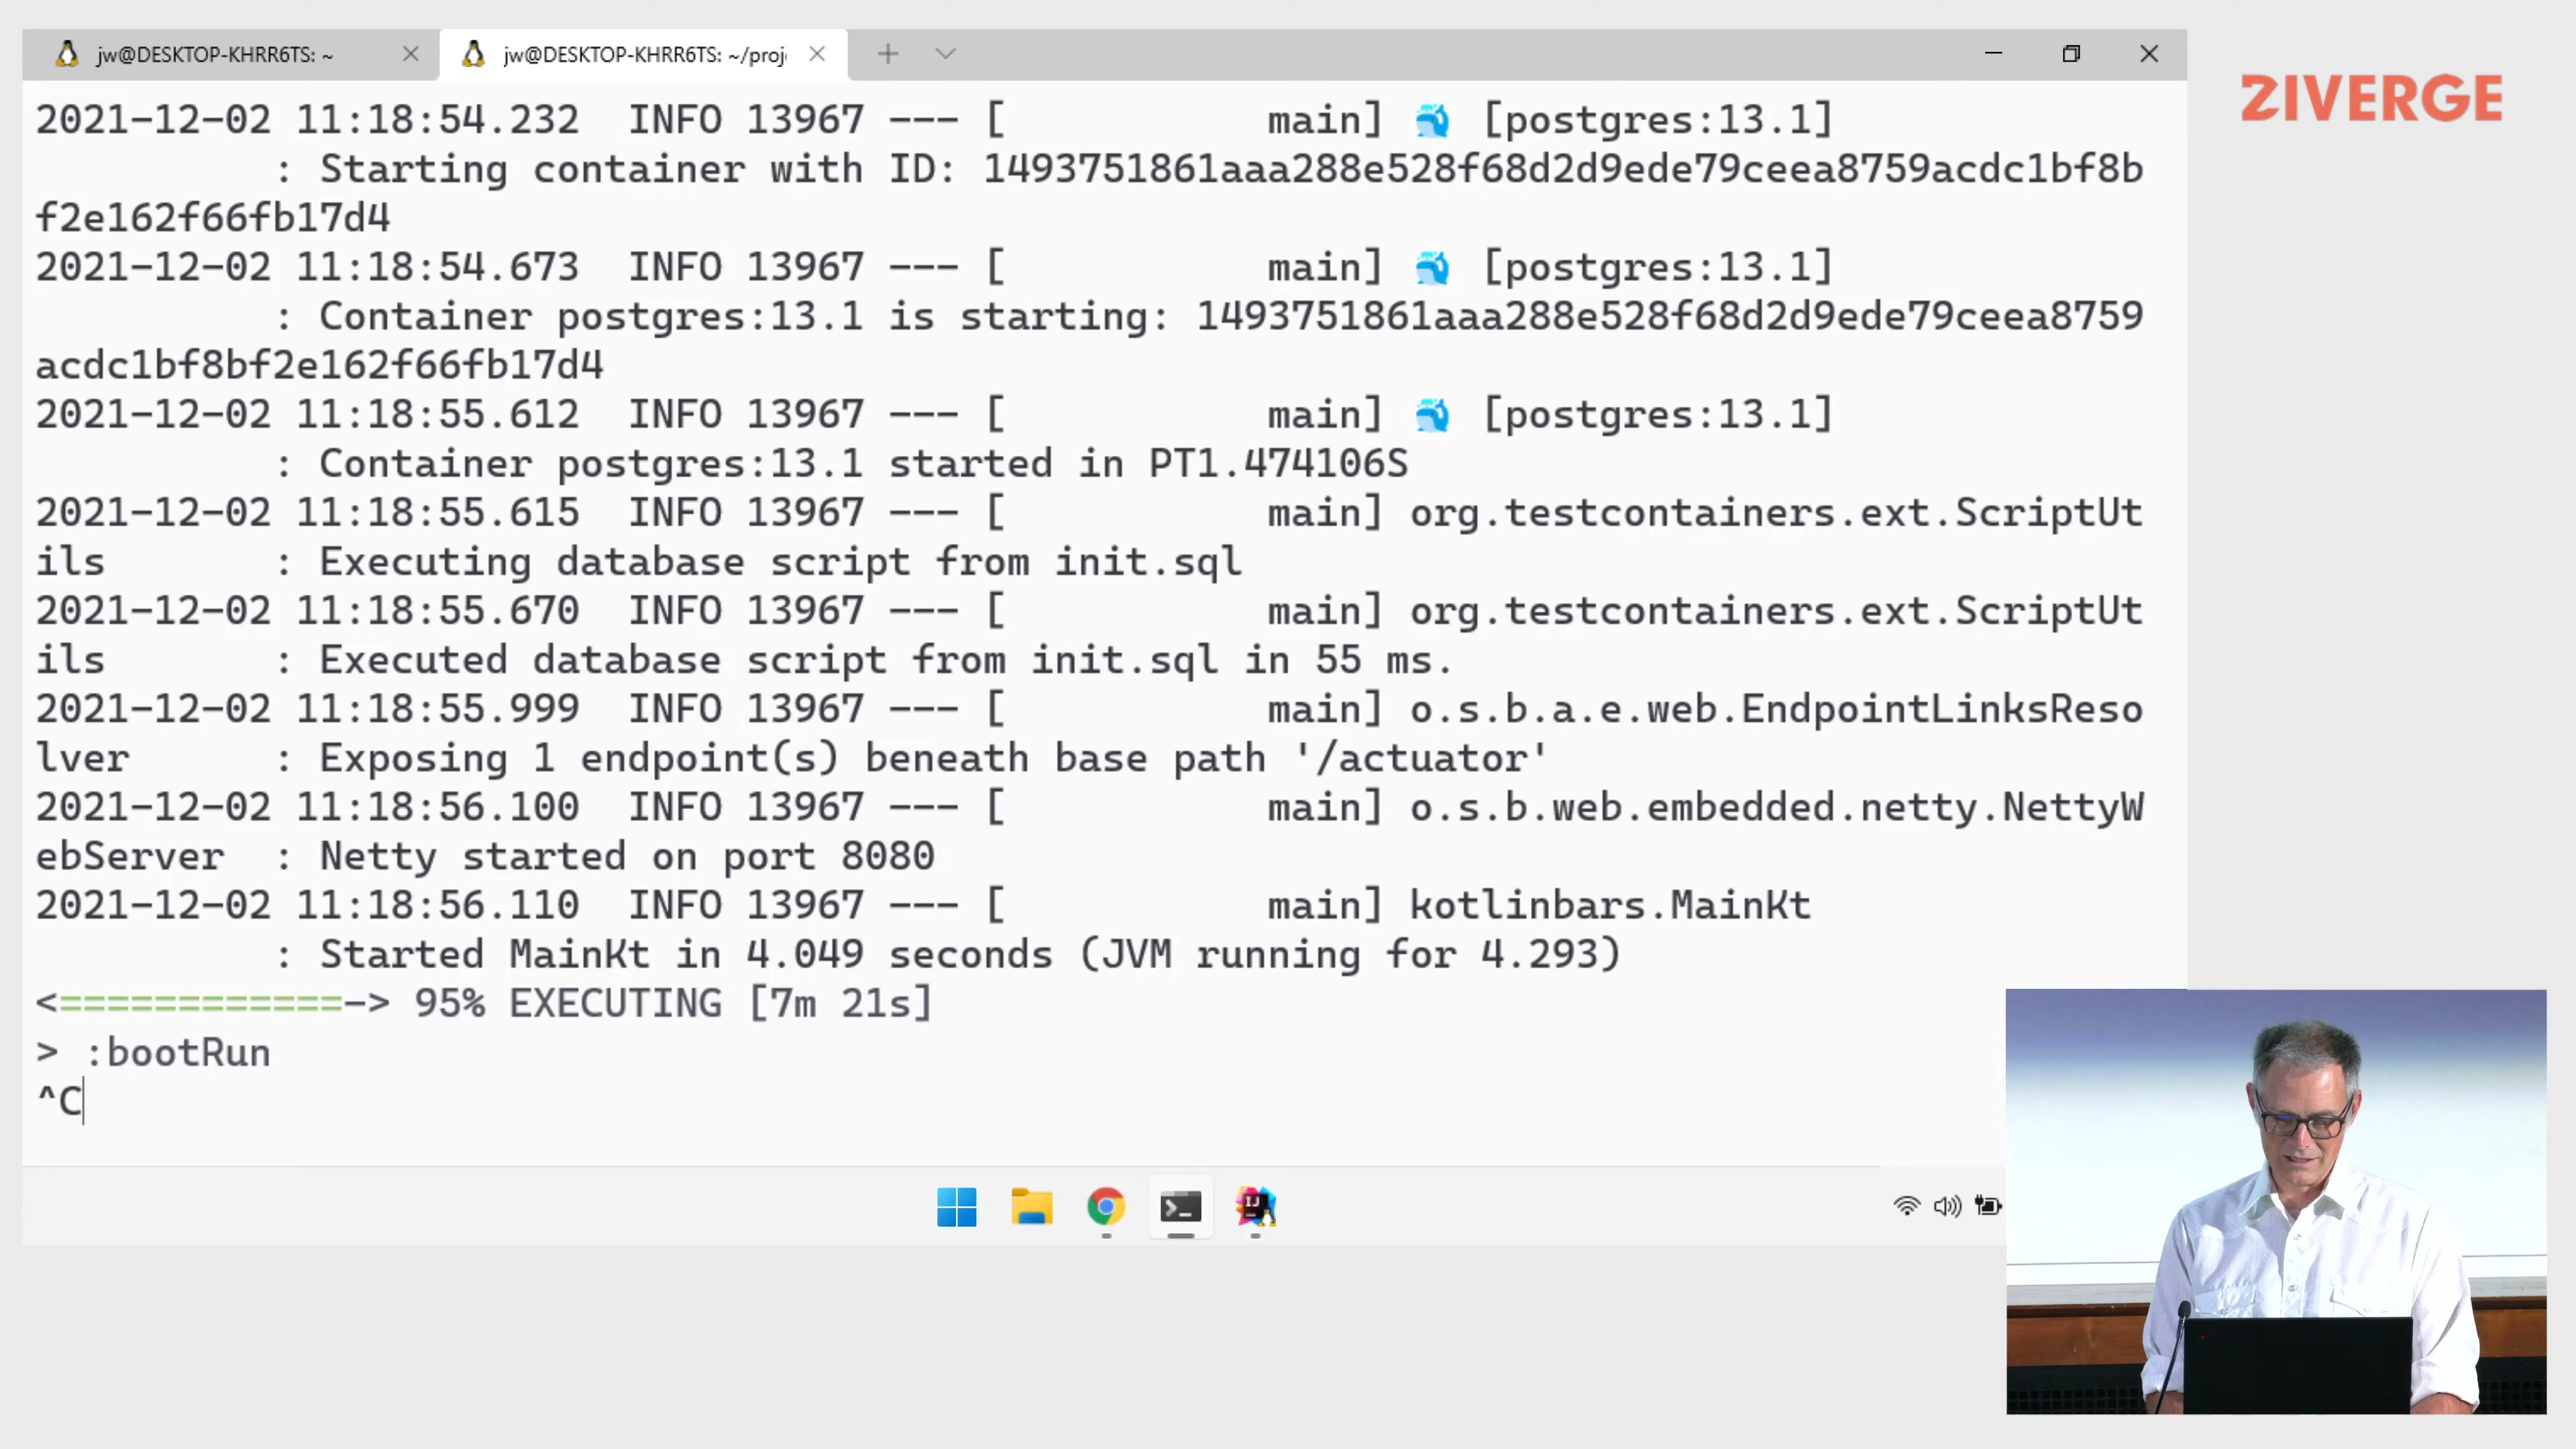 jw@DESKTOP-KHRR6TS: ~
jw@DESKTOP-KHRR6TS: ~/proj
ZIVERGE
2021-12-02 11:18:54.232  INFO 13967 --- [           main] 🐳 [postgres:13.1]
          : Starting container with ID: 1493751861aaa288e528f68d2d9ede79ceea8759acdc1bf8b
f2e162f66fb17d4
2021-12-02 11:18:54.673  INFO 13967 --- [           main] 🐳 [postgres:13.1]
          : Container postgres:13.1 is starting: 1493751861aaa288e528f68d2d9ede79ceea8759
acdc1bf8bf2e162f66fb17d4
2021-12-02 11:18:55.612  INFO 13967 --- [           main] 🐳 [postgres:13.1]
          : Container postgres:13.1 started in PT1.474106S
2021-12-02 11:18:55.615  INFO 13967 --- [           main] org.testcontainers.ext.ScriptUt
ils       : Executing database script from init.sql
2021-12-02 11:18:55.670  INFO 13967 --- [           main] org.testcontainers.ext.ScriptUt
ils       : Executed database script from init.sql in 55 ms.
2021-12-02 11:18:55.999  INFO 13967 --- [           main] o.s.b.a.e.web.EndpointLinksReso
lver      : Exposing 1 endpoint(s) beneath base path '/actuator'
2021-12-02 11:18:56.100  INFO 13967 --- [           main] o.s.b.web.embedded.netty.NettyW
ebServer  : Netty started on port 8080
2021-12-02 11:18:56.110  INFO 13967 --- [           main] kotlinbars.MainKt
          : Started MainKt in 4.049 seconds (JVM running for 4.293)
<============-> 95% EXECUTING [7m 21s]
> :bootRun
^C